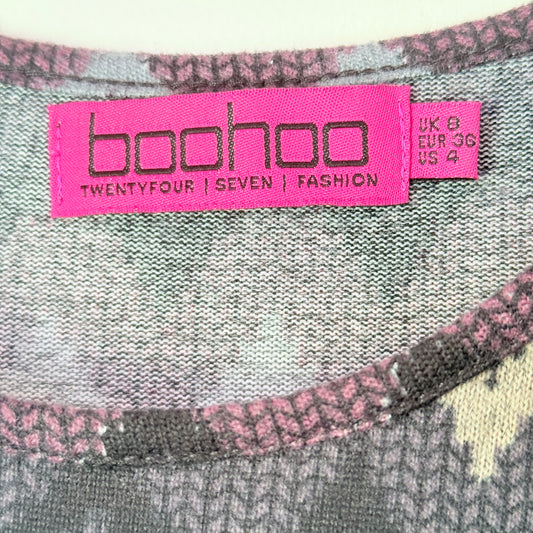 boohoo
TWENTYFOUR | SEVEN | FASHION
UK 8
EUR 36
US 4